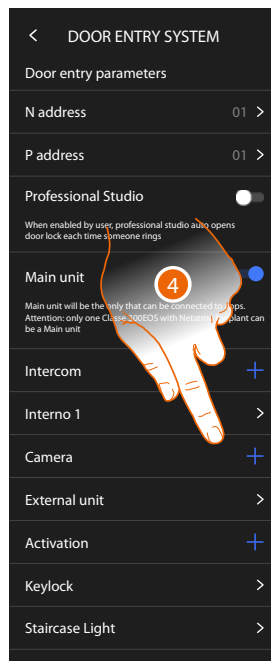 DOOR ENTRY SYSTEM
Door entry parameters
N address 01
P address 01
Professional Studio
When enabled by user, professional studio auto opens
door lock each time someone rings
Main unit
4
Main unit will be the only that can be connected to apps.
Attention: only one Classe 300EOS with Netatmo plant can
be a Main unit
Intercom
Interno 1
Camera
External unit
Activation
Keylock
Staircase Light